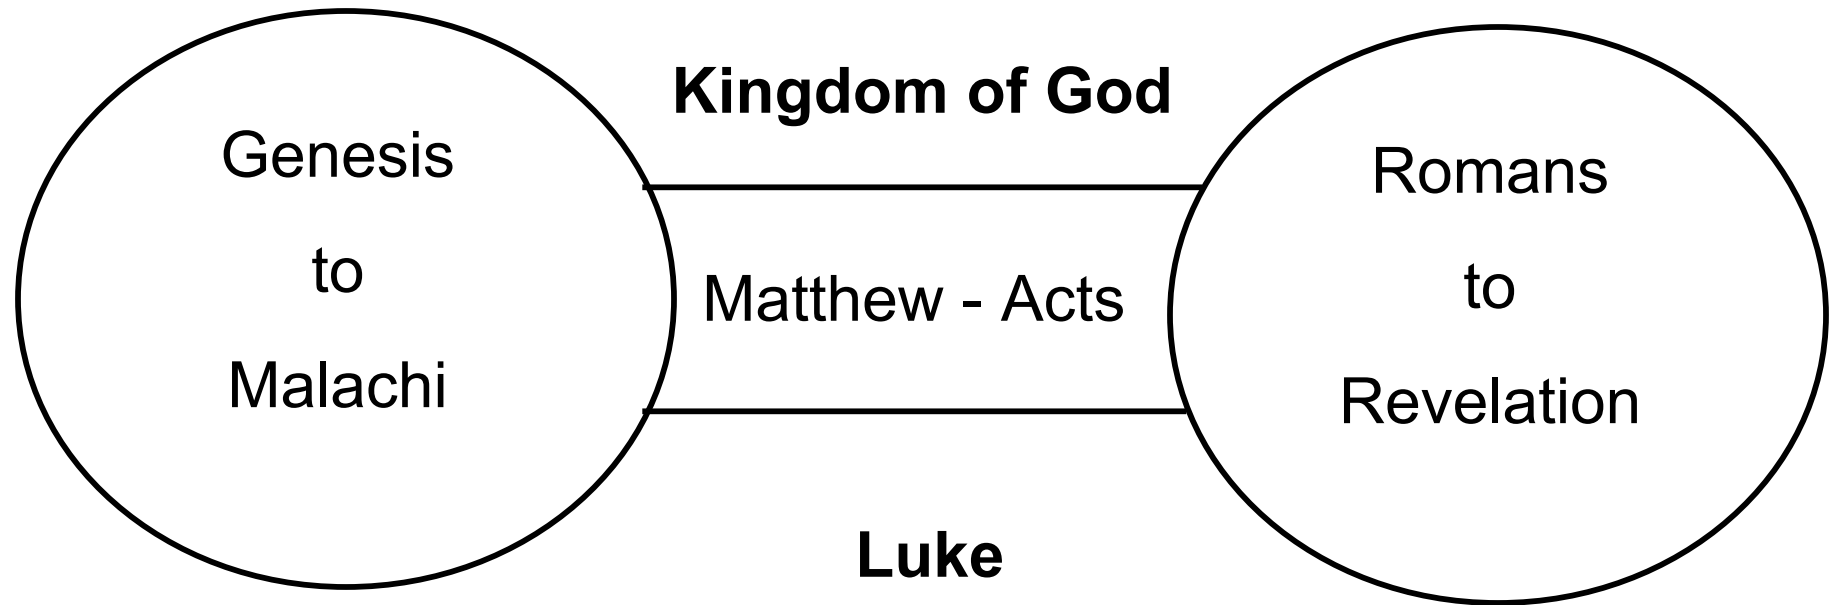 Kingdom of God
Genesis
to
Malachi
Matthew - Acts
Romans
to
Revelation
Luke